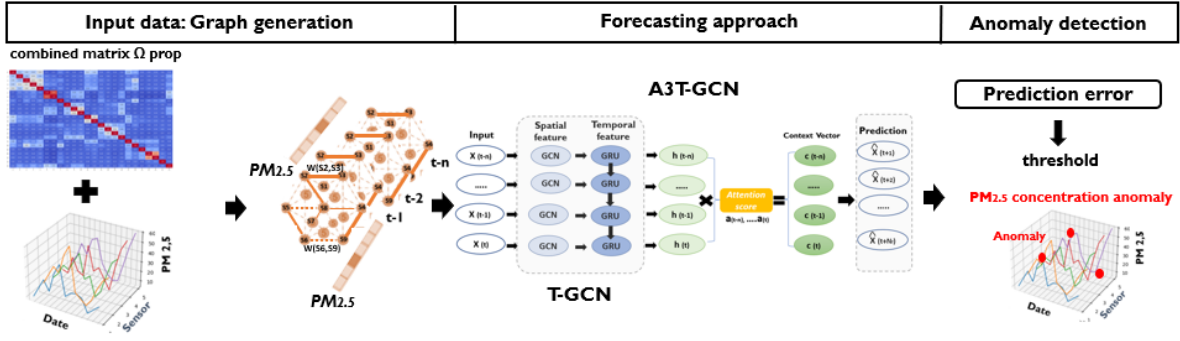 Input data: Graph generation
Forecasting approach
Anomaly detection
combined matrix Ω prop
PM 2,5
Sensor
Date
PM2.5
PM2.5
W(S2,S3)
W(S6,S9)
t-n
t-2
t-1
A3T-GCN
T-GCN
Input
X (t-n)
.....
X (t-1)
X (t)
Spatial
feature
GCN
GCN
GCN
GCN
Temporal
feature
GRU
GRU
GRU
GRU
h (t-n)
.....
h (t-1)
h (t)
Attention
score
a(t-n), ....a(t)
Context Vector
c (t-n)
.....
c (t-1)
c (t)
Prediction
X̂ (t+1)
X̂ (t+2)
.....
Prediction error
threshold
PM2.5 concentration anomaly
Anomaly
PM 2,5
Sensor
Date